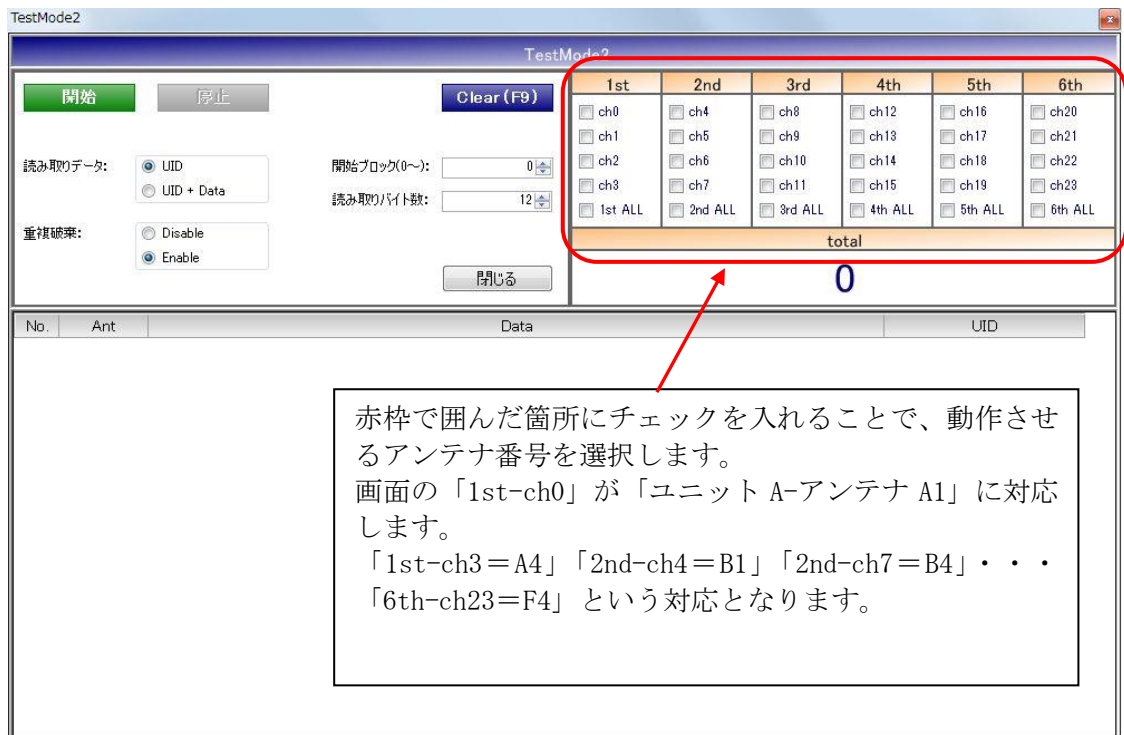 TestMode2
TestMode2
開始 停止 Clear(F9)
読み取りデータ: UID
UID + Data
開始ブロック(0～): 0
読み取りバイト数: 12
重複破棄: Disable
Enable
閉じる
1st 2nd 3rd 4th 5th 6th
ch0 ch4 ch8 ch12 ch16 ch20
ch1 ch5 ch9 ch13 ch17 ch21
ch2 ch6 ch10 ch14 ch18 ch22
ch3 ch7 ch11 ch15 ch19 ch23
1st ALL 2nd ALL 3rd ALL 4th ALL 5th ALL 6th ALL
total
0
No. Ant Data UID
赤枠で囲んだ箇所にチェックを入れることで、動作させ
るアンテナ番号を選択します。
画面の「1st-ch0」が「ユニット A-アンテナ A1」に対応
します。
「1st-ch3＝A4」「2nd-ch4＝B1」「2nd-ch7＝B4」・・・
「6th-ch23＝F4」という対応となります。